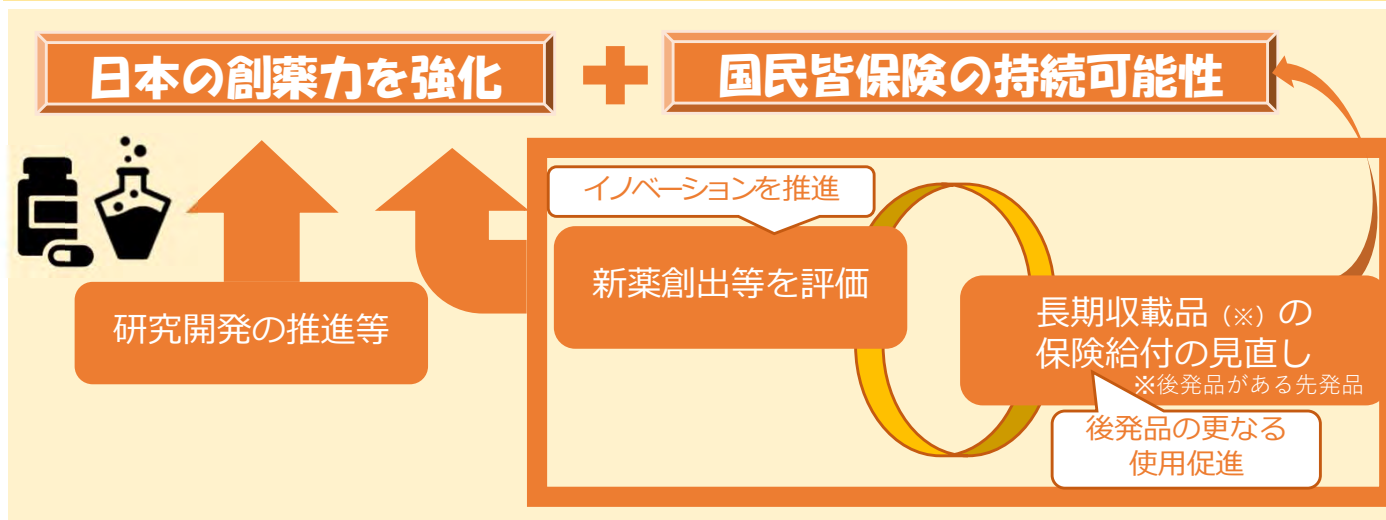 日本の創薬力を強化
国民皆保険の持続可能性
イノベーションを推進
新薬創出等を評価
研究開発の推進等
長期収載品（※）の
保険給付の見直し
※後発品がある先発品
後発品の更なる
使用促進